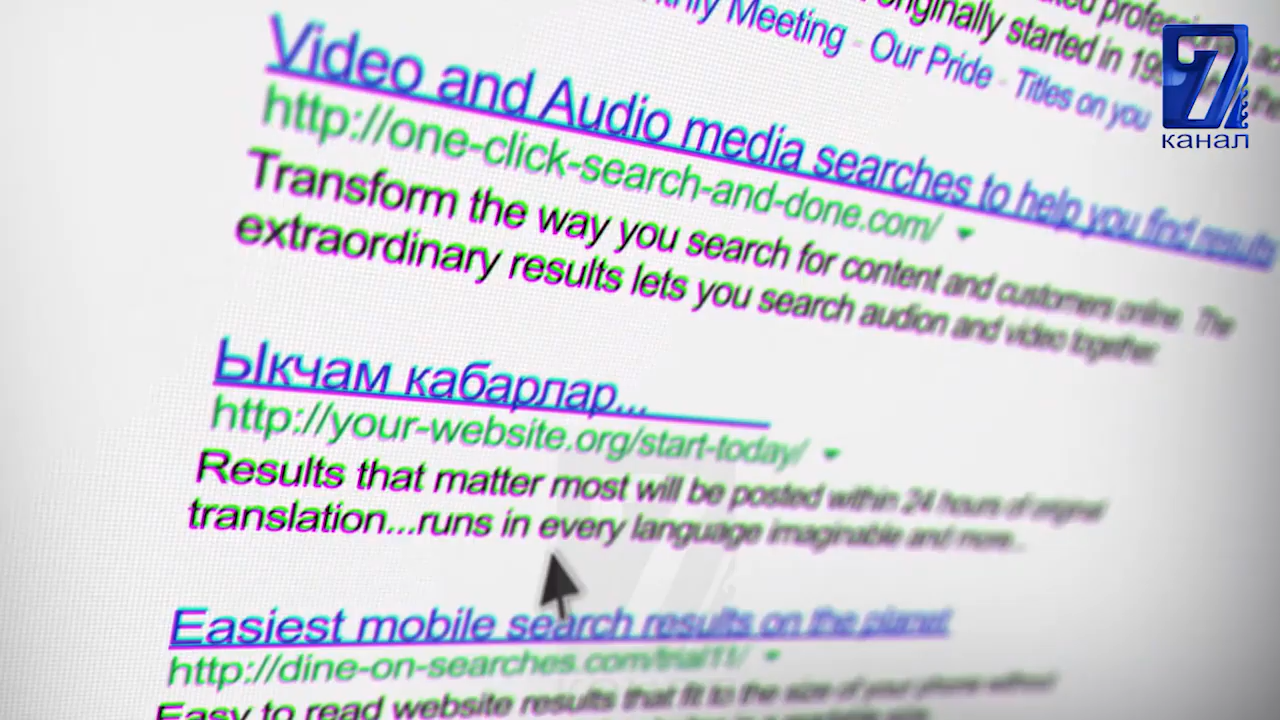 Meeting - Our Pride - Titles on you
originally started in
Video and Audio media searches to help you find results
http://one-click-search-and-done.com/
Transform the way you search for content and customers online. The
extraordinary results lets you search audion and video together.
Ыкчам кабарлар...
http://your-website.org/start-today/
Results that matter most will be posted within 24 hours of original
translation...runs in every language imaginable and more...
Easiest mobile search results on the planet
http://dine-on-searches.com/trial11/
Easy to read website results that fit to the size of your phone without
7
канал